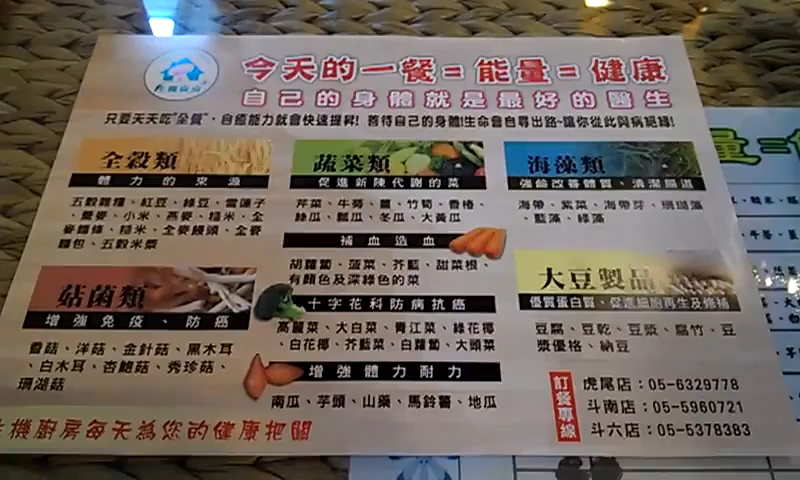 今天的一餐=能量=健康
自己的身體就是最好的醫生
只要天天吃"全餐"，自癒能力就會快速提昇! 善待自己的身體!生命會自尋出路~讓你從此與病絕緣!
全穀類
體力的來源
五穀雜糧、紅豆、綠豆、雪蓮子
、蕎麥、小米、燕麥、糙米、全
麥麵條、糙米、全麥饅頭、全麥
麵包、五穀米漿
菇菌類
增強免疫、防癌
香菇、洋菇、金針菇、黑木耳
、白木耳、杏鮑菇、秀珍菇、
珊瑚菇
蔬菜類
促進新陳代謝的菜
芹菜、牛蒡、薑、竹筍、香椿、
絲瓜、瓢瓜、冬瓜、大黃瓜
補血造血
胡蘿蔔、菠菜、芥藍、甜菜根、
有顏色及深綠色的菜
十字花科防病抗癌
高麗菜、大白菜、青江菜、綠花椰
、白花椰、芥藍菜、白蘿蔔、大頭菜
增強體力耐力
南瓜、芋頭、山藥、馬鈴薯、地瓜
海藻類
強鹼改善體質、清潔腸道
海帶、紫菜、海帶芽、珊瑚藻
、藍藻、綠藻
大豆製品
優質蛋白質、促進細胞再生及修補
豆腐、豆乾、豆漿、腐竹、豆
漿優格、納豆
訂餐專線
虎尾店：05-6329778
斗南店：05-5960721
斗六店：05-5378383
機廚房每天為您的健康把關
量=健